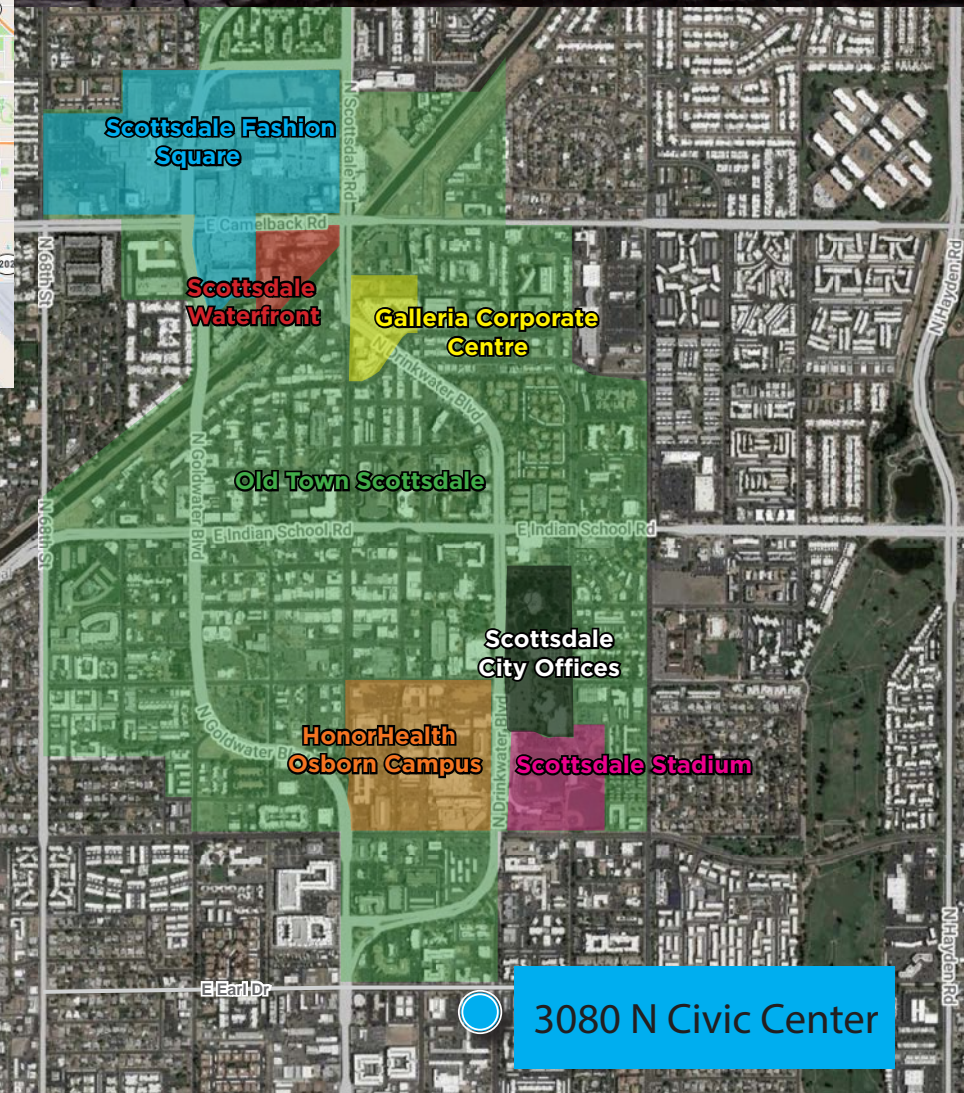 N Scottsdale Rd
Scottsdale Fashion
Square
E Camelback Rd
N 68th St
202
N Hayden Rd
Scottsdale
Waterfront
Galleria Corporate
Centre
N Drinkwater Blvd
N Goldwater Blvd
Old Town Scottsdale
E Indian School Rd
E Indian School Rd
N 68th St
Scottsdale
City Offices
N Goldwater Bl
HonorHealth
Osborn Campus
N Drinkwater Blvd
Scottsdale Stadium
N Hayden Rd
E Earl Dr
3080 N Civic Center